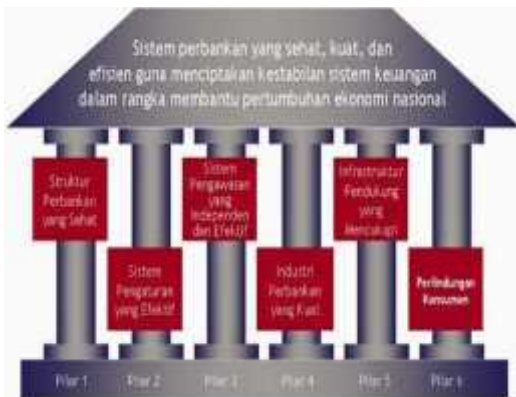 Sistem perbankan yang sehat, kuat, dan
efisien guna menciptakan kestabilan sistem keuangan
dalam rangka membantu pertumbuhan ekonomi nasional
Struktur
Perbankan
yang Sehat
Sistem
Pengaturan
yang Efektif
Sistem
Pengawasan
yang
Independen
dan Efektif
Industri
Perbankan
yang Kuat
Infrastruktur
Pendukung
yang
Mencukupi
Perlindungan
Konsumen
Pilar 1
Pilar 2
Pilar 3
Pilar 4
Pilar 5
Pilar 6